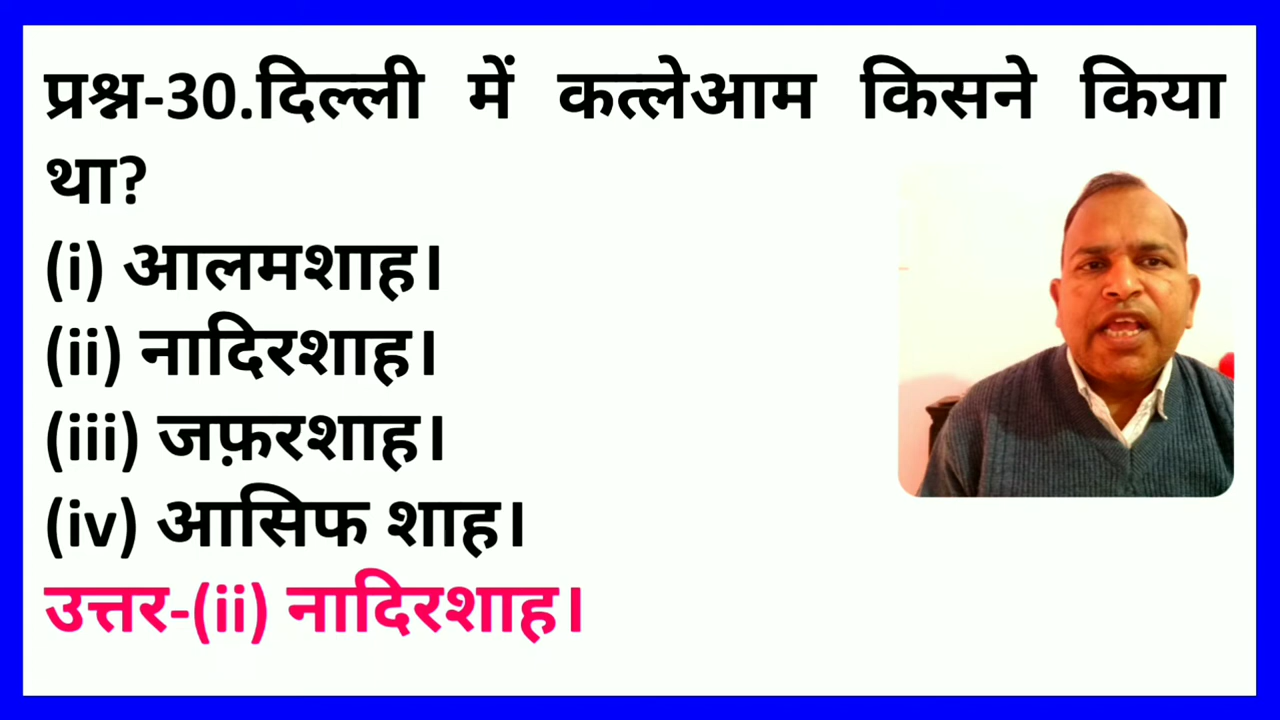 प्रश्न-30.दिल्ली में कत्लेआम किसने किया
था?
(i) आलमशाह।
(ii) नादिरशाह।
(iii) जफ़रशाह।
(iv) आसिफ शाह।
उत्तर-(ii) नादिरशाह।